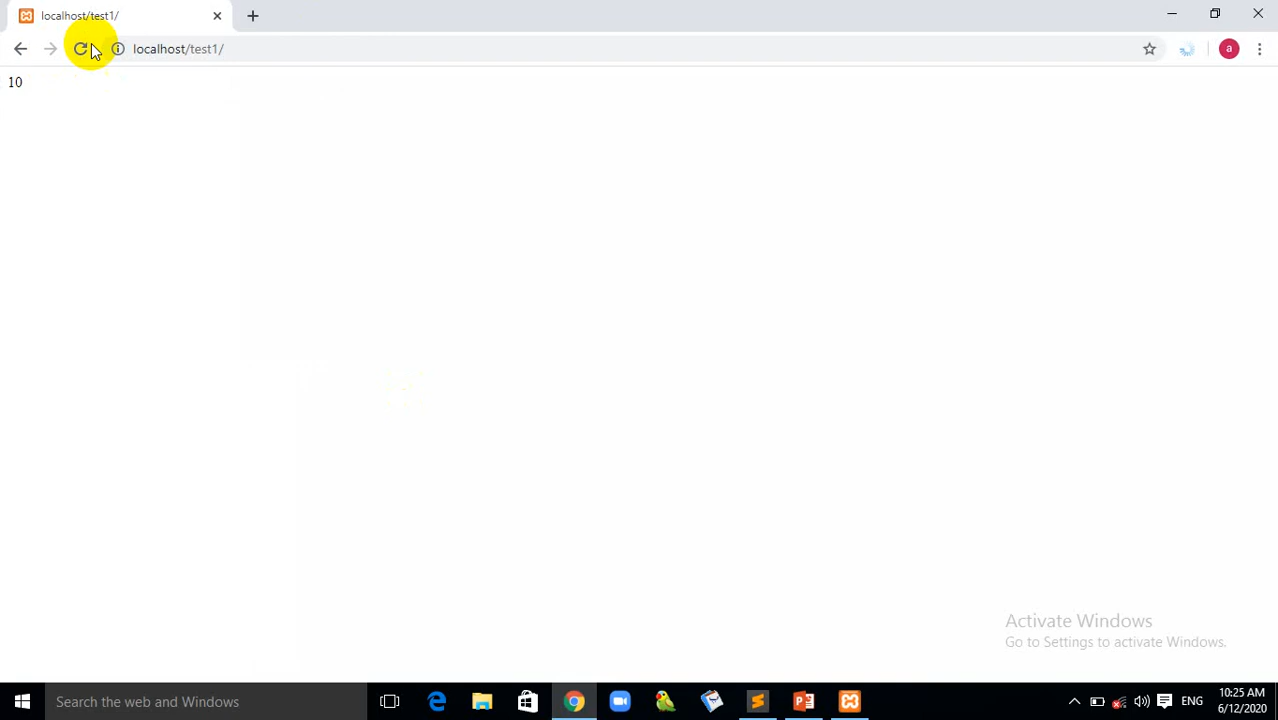 localhost/test1/
localhost/test1/
a
10
Activate Windows
Go to Settings to activate Windows.
Search the web and Windows
ENG
10:25 AM
6/12/2020